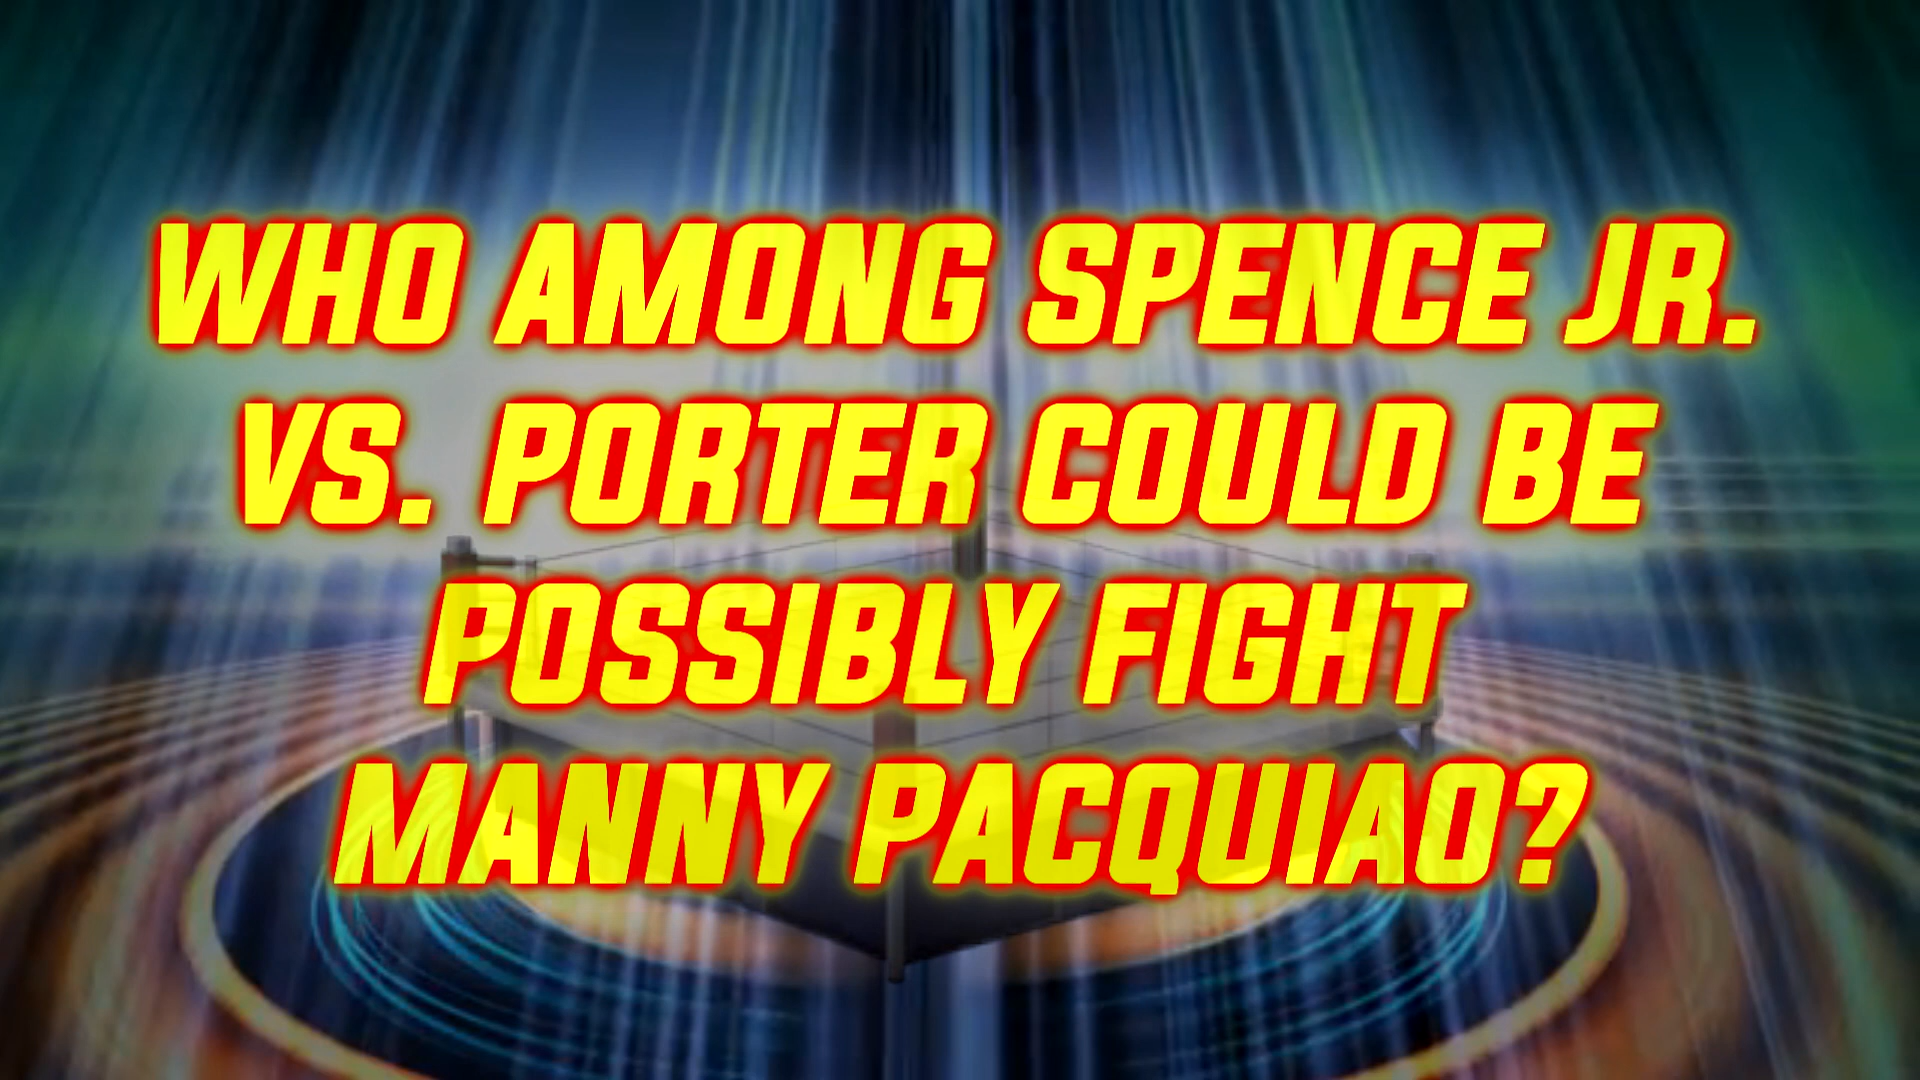 WHO AMONG SPENCE JR.
VS. PORTER COULD BE
POSSIBLY FIGHT
MANNY PACQUIAO?